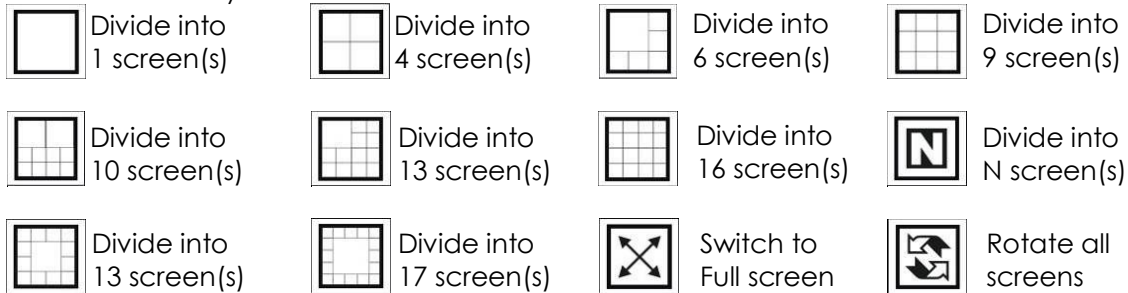 Divide into
1 screen(s)
Divide into
4 screen(s)
Divide into
6 screen(s)
Divide into
9 screen(s)
Divide into
10 screen(s)
Divide into
13 screen(s)
Divide into
16 screen(s)
N
Divide into
N screen(s)
Divide into
13 screen(s)
Divide into
17 screen(s)
Switch to
Full screen
Rotate all
screens